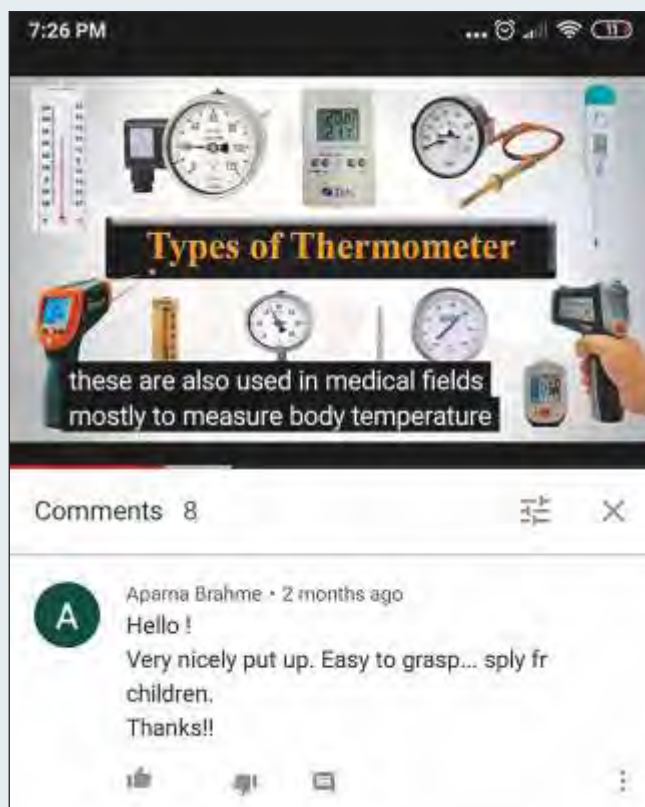 7:26 PM
11
Types of Thermometer
these are also used in medical fields
mostly to measure body temperature
Comments 8
A
Aparna Brahme • 2 months ago
Hello !
Very nicely put up. Easy to grasp... sply fr
children.
Thanks!!